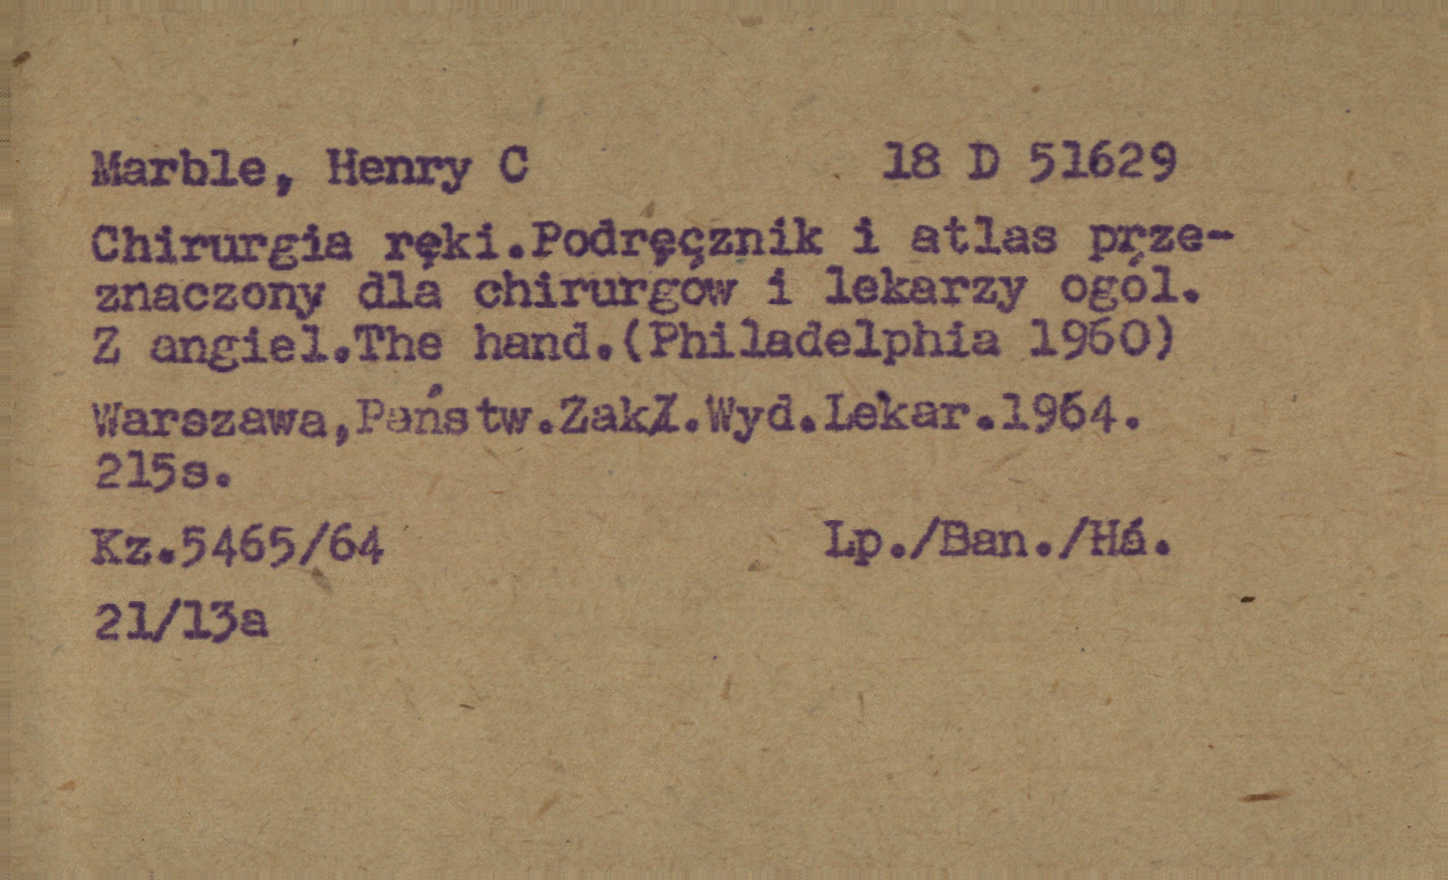 Marble, Henry C 18 D 51629
Chirurgia ręki.Podręcznik i atlas prze-
znaczony dla chirurgów i lekarzy ogól.
Z angiel.The hand.(Philadelphia 1960)
Warszawa,Państw.Zakł.Wyd.Lekar.1964.
215s.
Kz.5465/64 Lp./Ban./Há.
21/13a